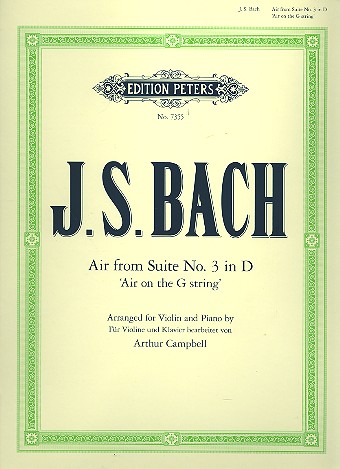 J. S. Bach
Air from Suite No. 3 in D
'Air on the G string'
EDITION PETERS
No. 7355
J.S. BACH
Air from Suite No. 3 in D
'Air on the G string'
Arranged for Violin and Piano by
Für Violine und Klavier bearbeitet von
Arthur Campbell